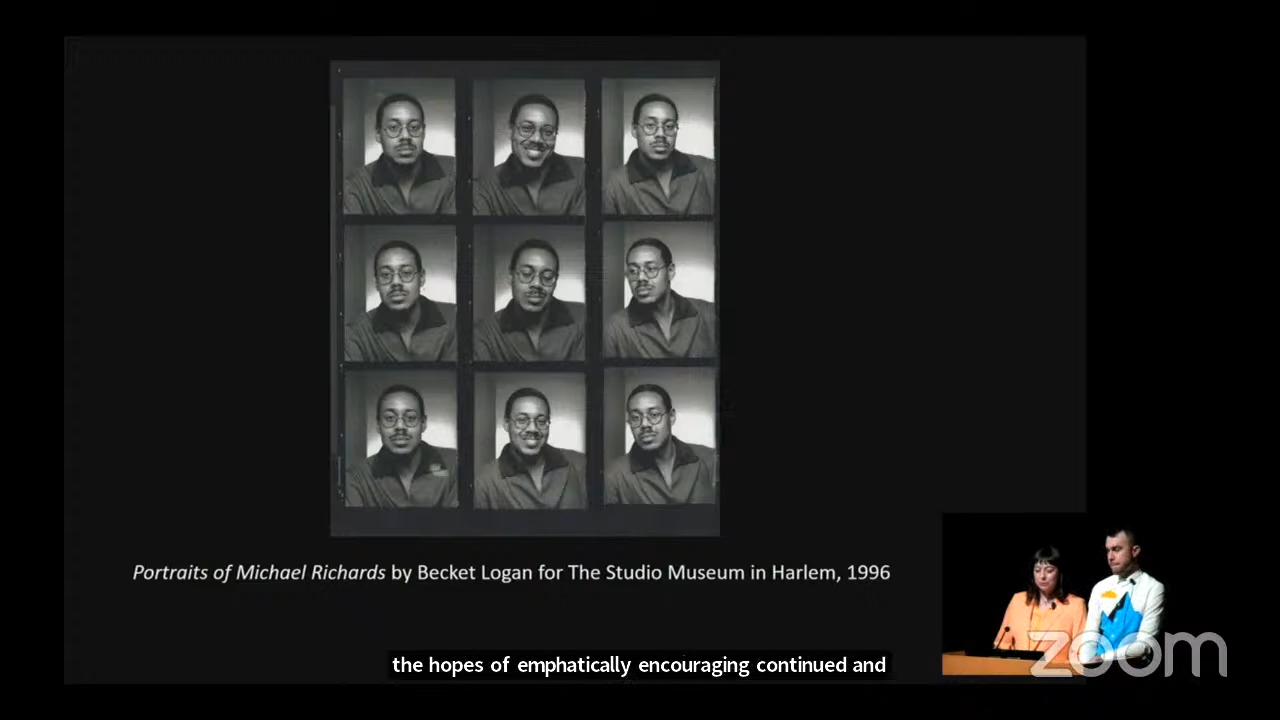 Portraits of Michael Richards by Becket Logan for The Studio Museum in Harlem, 1996
the hopes of emphatically encouraging continued and
zoom